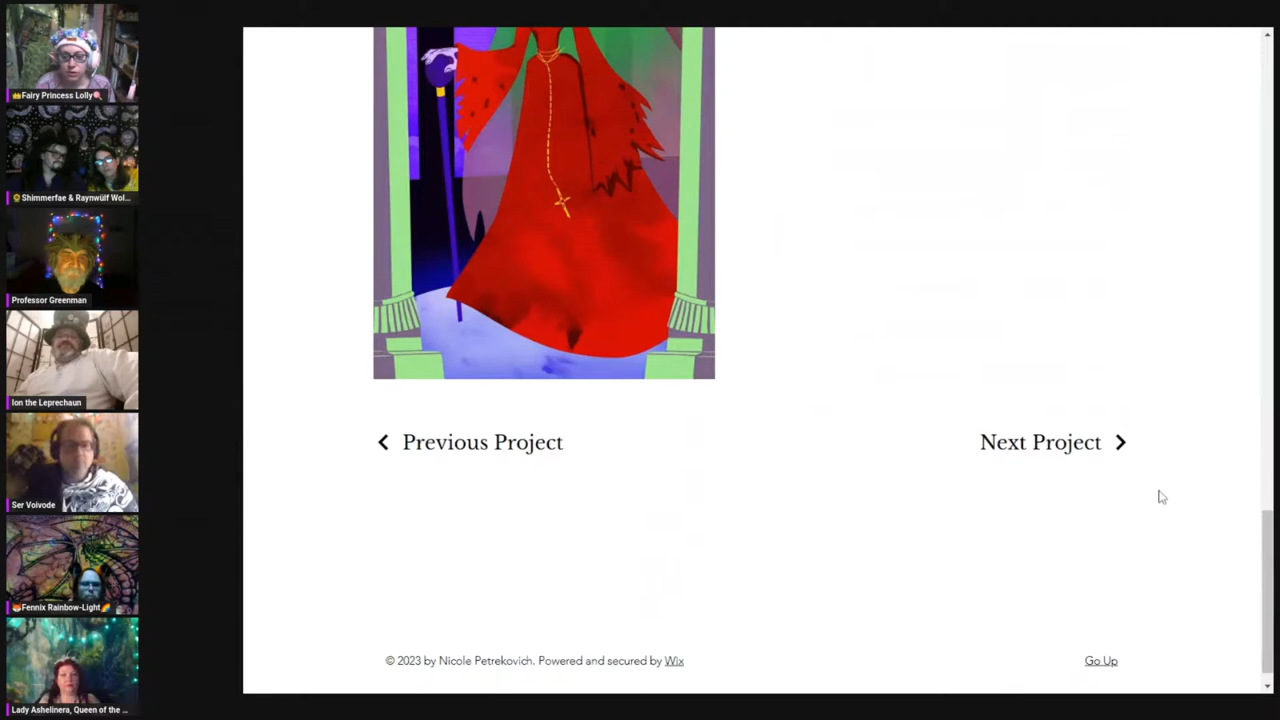 👑Fairy Princess Lolly🍭
🌻Shimmerfae & Raynwülf Wol...
Professor Greenman
Ion the Leprechaun
Ser Voivode
🦊Fennix Rainbow-Light🌈
Lady Ashelinera, Queen of the ...
Previous Project
Next Project
© 2023 by Nicole Petrekovich. Powered and secured by Wix
Go Up